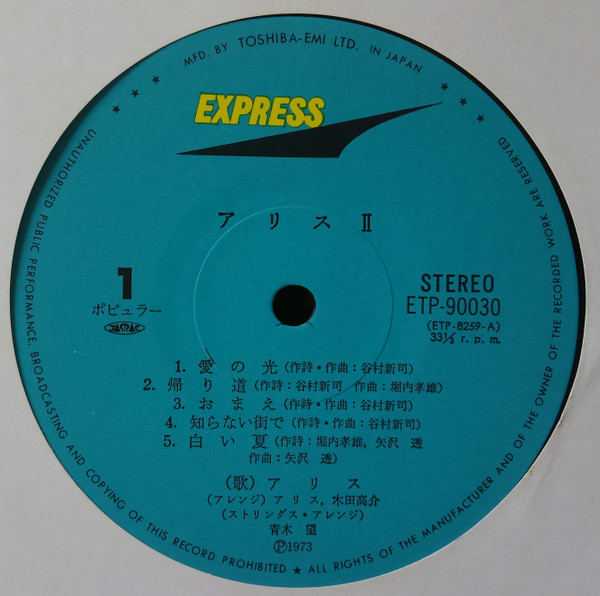 MFD. BY TOSHIBA-EMI LTD. IN JAPAN
EXPRESS
アリスⅡ
1
ポピュラー
JASRAC
STEREO
ETP-90030
(ETP-8259-A)
33⅓ r.p.m.
1. 愛の光 (作詩・作曲:谷村新司)
2. 帰り道 (作詩:谷村新司 作曲:堀内孝雄)
3. おまえ (作詩・作曲:谷村新司)
4. 知らない街で (作詩・作曲:谷村新司)
5. 白い夏 (作詩:堀内孝雄, 矢沢 透
作曲:矢沢 透)
(歌) アリス
(アレンジ) アリス, 木田高介
(ストリングス・アレンジ)
青木 望
Ⓟ1973
UNAUTHORIZED PUBLIC PERFORMANCE, BROADCASTING AND COPYING OF THIS RECORD PROHIBITED ★ ALL RIGHTS OF THE MANUFACTURER AND OF THE OWNER OF THE RECORDED WORK ARE RESERVED